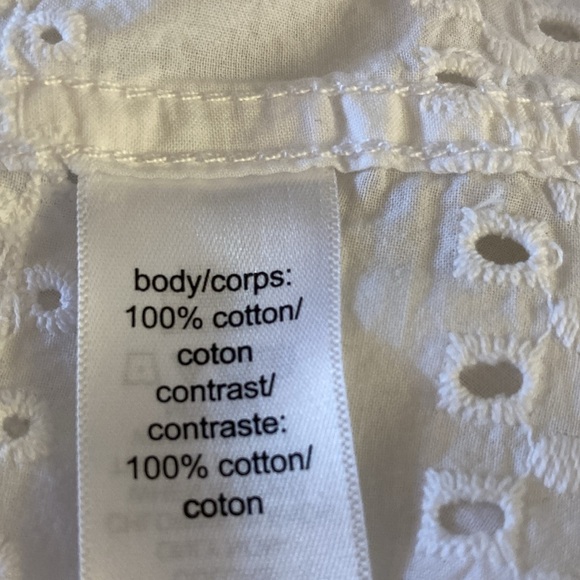 body/corps:
100% cotton/
coton
contrast/
contraste:
100% cotton/
coton